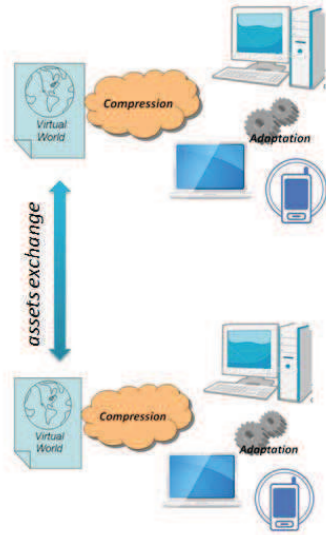 Compression
Virtual
World
Adaptation
assets exchange
Compression
Virtual
World
Adaptation